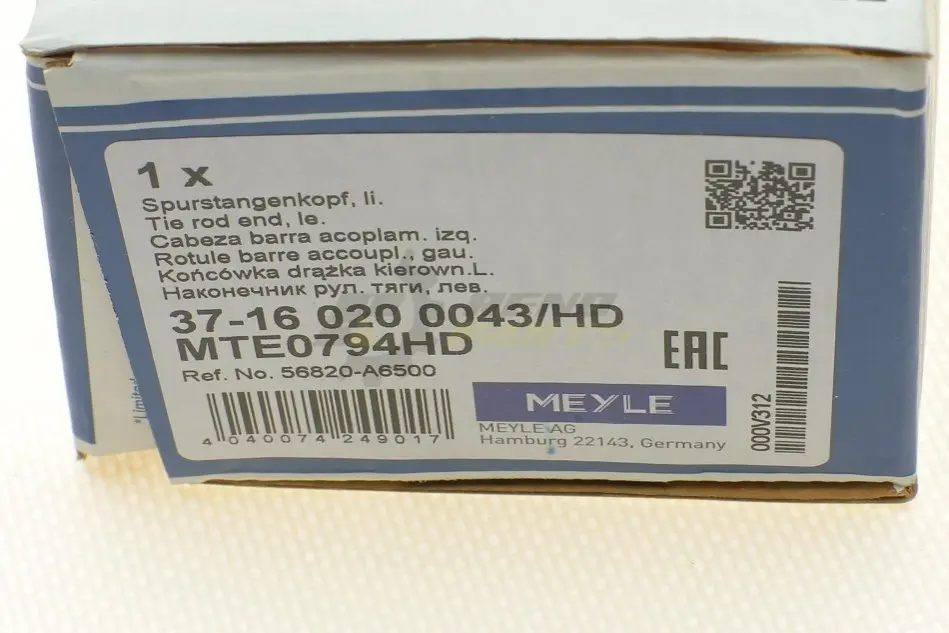 1 x
Spurstangenkopf, li.
Tie rod end, le.
Cabeza barra acoplam. izq.
Rotule barre accoupl., gau.
Końcówka drążka kierown.L.
Наконечник рул. тяги, лев.
37-16 020 0043/HD
MTE0794HD
Ref. No. 56820-A6500
EAC
MEYLE
MEYLE AG
Hamburg 22143, Germany
4 040074 249017
000V312
*Limited